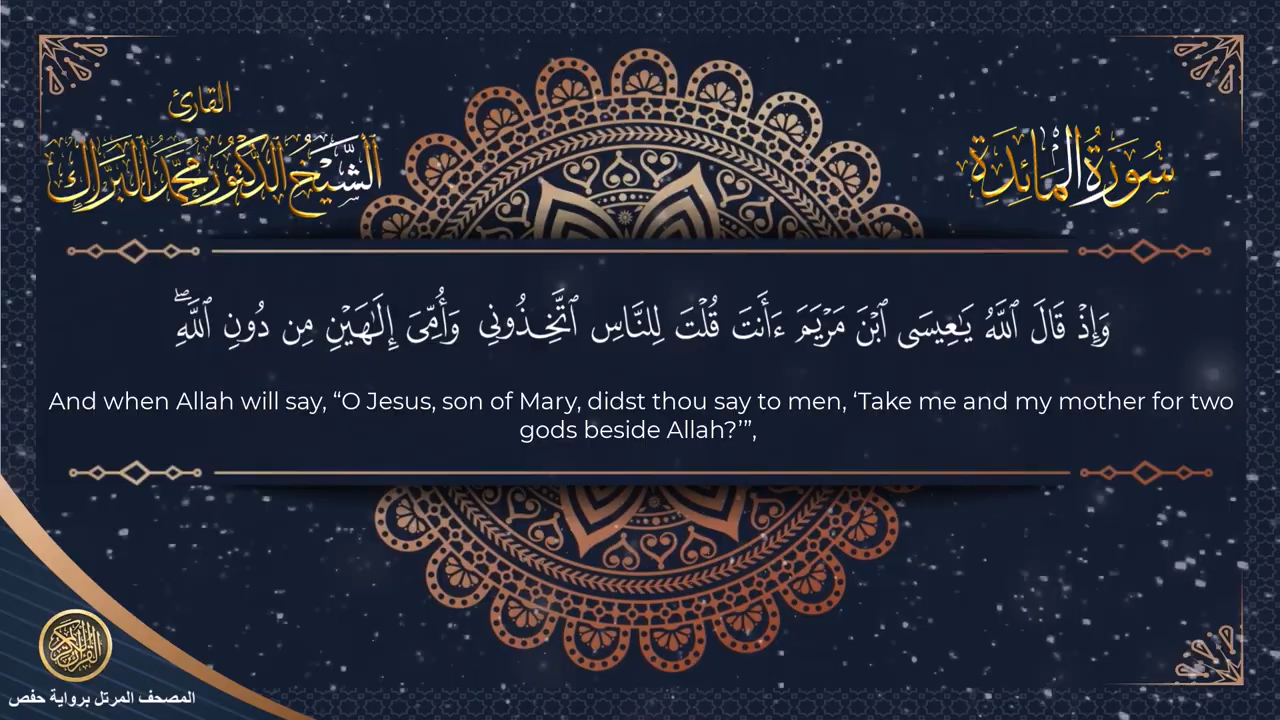 القارئ
الشيخ الدكتور محمد البراك
سُورَةُ المَائِدَة
وَإِذْ قَالَ ٱللَّهُ يَـٰعِيسَى ٱبْنَ مَرْيَمَ ءَأَنتَ قُلْتَ لِلنَّاسِ ٱتَّخِذُونِى وَأُمِّىَ إِلَـٰهَيْنِ مِن دُونِ ٱللَّهِ ۖ
And when Allah will say, “O Jesus, son of Mary, didst thou say to men, ‘Take me and my mother for two
gods beside Allah?’”,
القرآن الكريم
المصحف المرتل برواية حفص